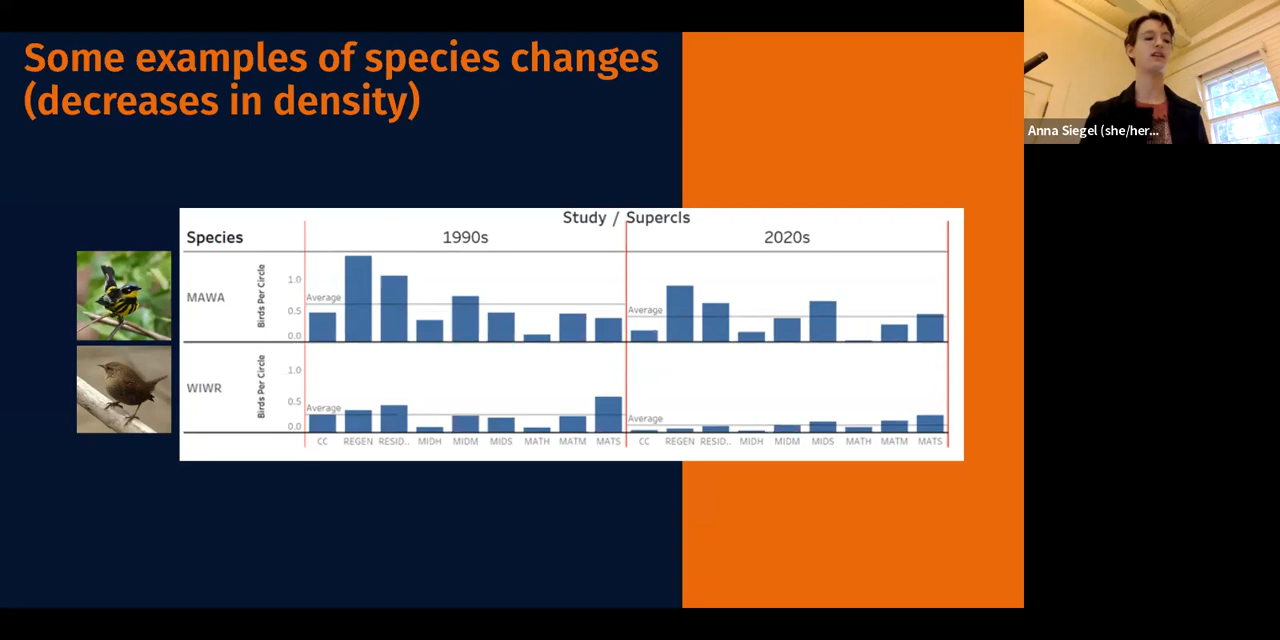 Some examples of species changes
(decreases in density)
Anna Siegel (she/her...
Study / Supercls
Species
1990s
2020s
MAWA
Birds Per Circle
1.0
0.5
0.0
Average
Average
WIWR
Birds Per Circle
1.0
0.5
0.0
Average
Average
CC REGEN RESID.. MIDH MIDM MIDS MATH MATM MATS CC REGEN RESID.. MIDH MIDM MIDS MATH MATM MATS